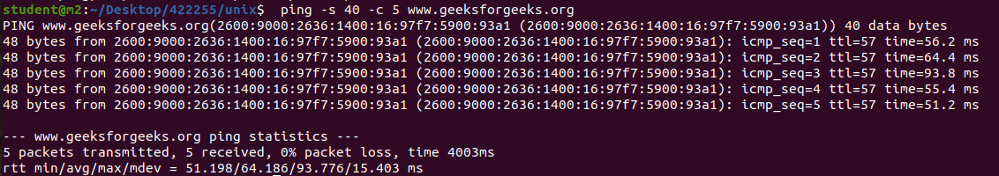 student@m2:~/Desktop/422255/unix$  ping -s 40 -c 5 www.geeksforgeeks.org
PING www.geeksforgeeks.org(2600:9000:2636:1400:16:97f7:5900:93a1 (2600:9000:2636:1400:16:97f7:5900:93a1)) 40 data bytes
48 bytes from 2600:9000:2636:1400:16:97f7:5900:93a1 (2600:9000:2636:1400:16:97f7:5900:93a1): icmp_seq=1 ttl=57 time=56.2 ms
48 bytes from 2600:9000:2636:1400:16:97f7:5900:93a1 (2600:9000:2636:1400:16:97f7:5900:93a1): icmp_seq=2 ttl=57 time=64.4 ms
48 bytes from 2600:9000:2636:1400:16:97f7:5900:93a1 (2600:9000:2636:1400:16:97f7:5900:93a1): icmp_seq=3 ttl=57 time=93.8 ms
48 bytes from 2600:9000:2636:1400:16:97f7:5900:93a1 (2600:9000:2636:1400:16:97f7:5900:93a1): icmp_seq=4 ttl=57 time=55.4 ms
48 bytes from 2600:9000:2636:1400:16:97f7:5900:93a1 (2600:9000:2636:1400:16:97f7:5900:93a1): icmp_seq=5 ttl=57 time=51.2 ms

--- www.geeksforgeeks.org ping statistics ---
5 packets transmitted, 5 received, 0% packet loss, time 4003ms
rtt min/avg/max/mdev = 51.198/64.186/93.776/15.403 ms